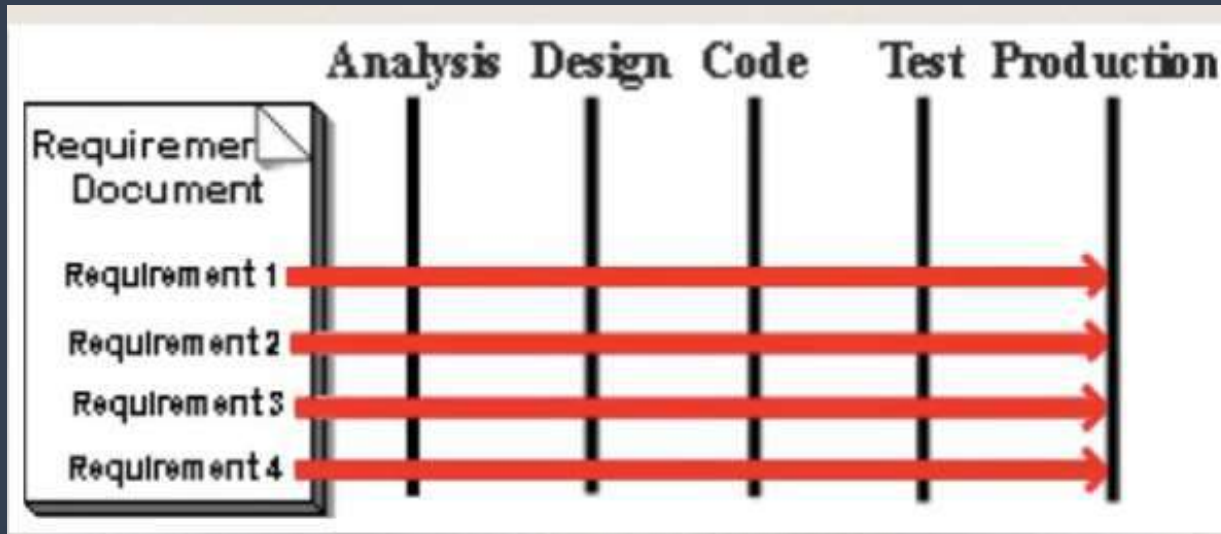 Analysis Design Code Test Production
Requiremen
Document
Requirement 1
Requirement 2
Requirement 3
Requirement 4